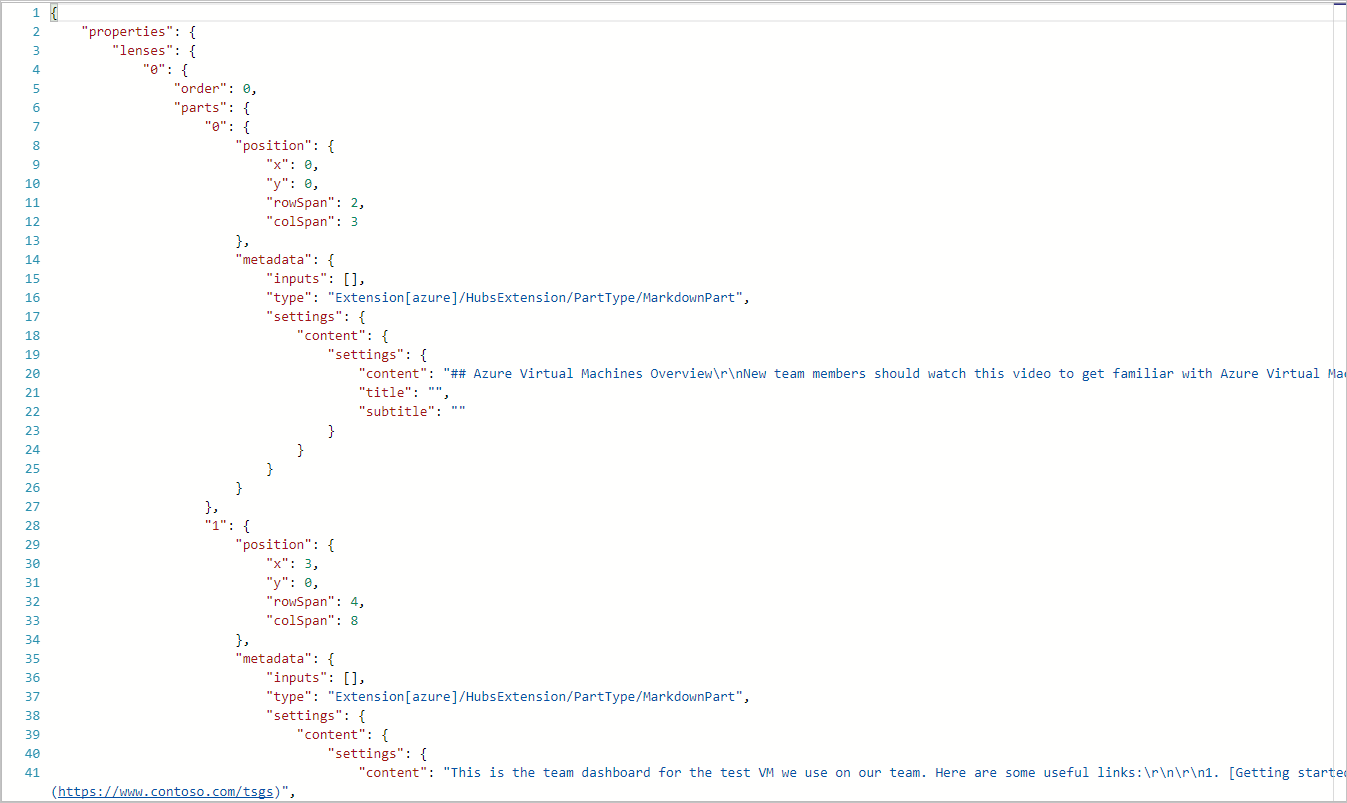 1 {
2     "properties": {
3         "lenses": {
4             "0": {
5                 "order": 0,
6                 "parts": {
7                     "0": {
8                         "position": {
9                             "x": 0,
10                             "y": 0,
11                             "rowSpan": 2,
12                             "colSpan": 3
13                         },
14                         "metadata": {
15                             "inputs": [],
16                             "type": "Extension[azure]/HubsExtension/PartType/MarkdownPart",
17                             "settings": {
18                                 "content": {
19                                     "settings": {
20                                         "content": "## Azure Virtual Machines Overview\r\nNew team members should watch this video to get familiar with Azure Virtual Mac
21                                         "title": "",
22                                         "subtitle": ""
23                                     }
24                                 }
25                             }
26                         }
27                     },
28                     "1": {
29                         "position": {
30                             "x": 3,
31                             "y": 0,
32                             "rowSpan": 4,
33                             "colSpan": 8
34                         },
35                         "metadata": {
36                             "inputs": [],
37                             "type": "Extension[azure]/HubsExtension/PartType/MarkdownPart",
38                             "settings": {
39                                 "content": {
40                                     "settings": {
41                                         "content": "This is the team dashboard for the test VM we use on our team. Here are some useful links:\r\n\r\n1. [Getting started
(https://www.contoso.com/tsgs)",